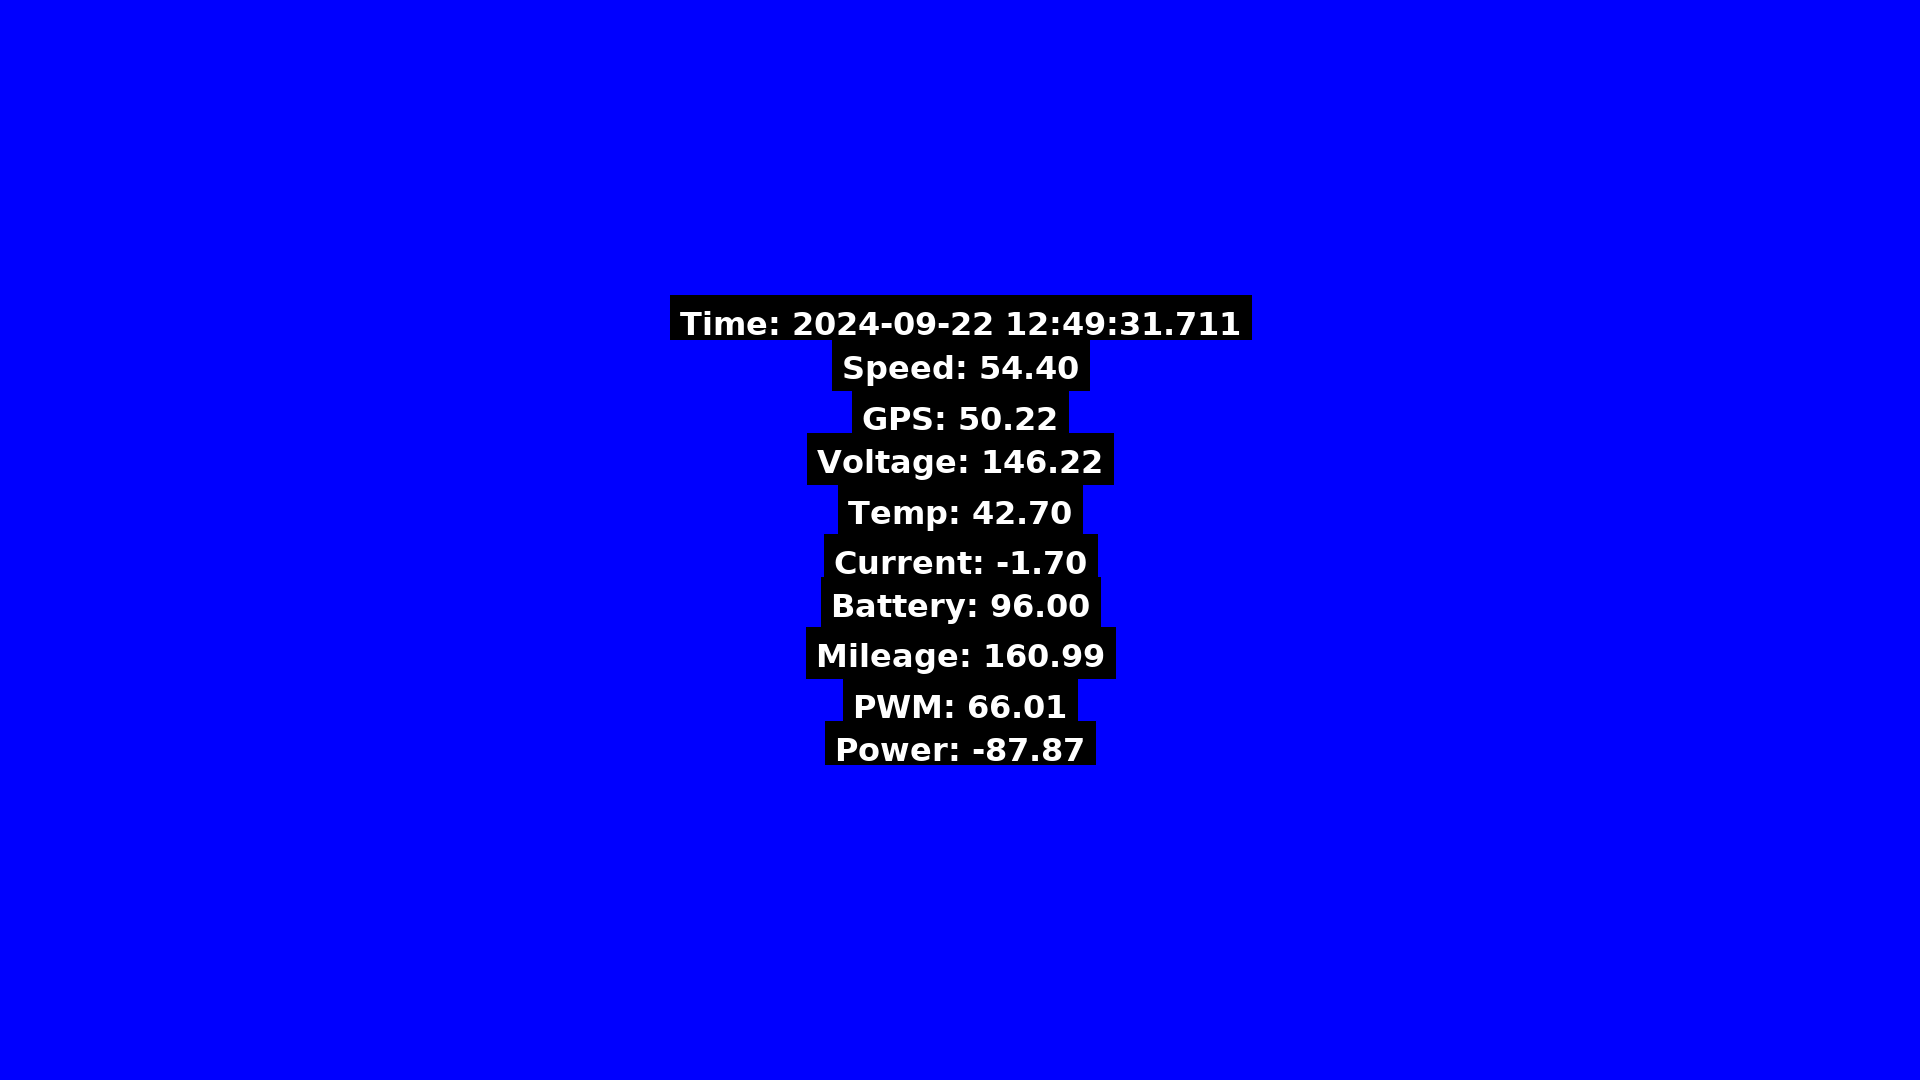 Time: 2024-09-22 12:49:31.711
Speed: 54.40
GPS: 50.22
Voltage: 146.22
Temp: 42.70
Current: -1.70
Battery: 96.00
Mileage: 160.99
PWM: 66.01
Power: -87.87